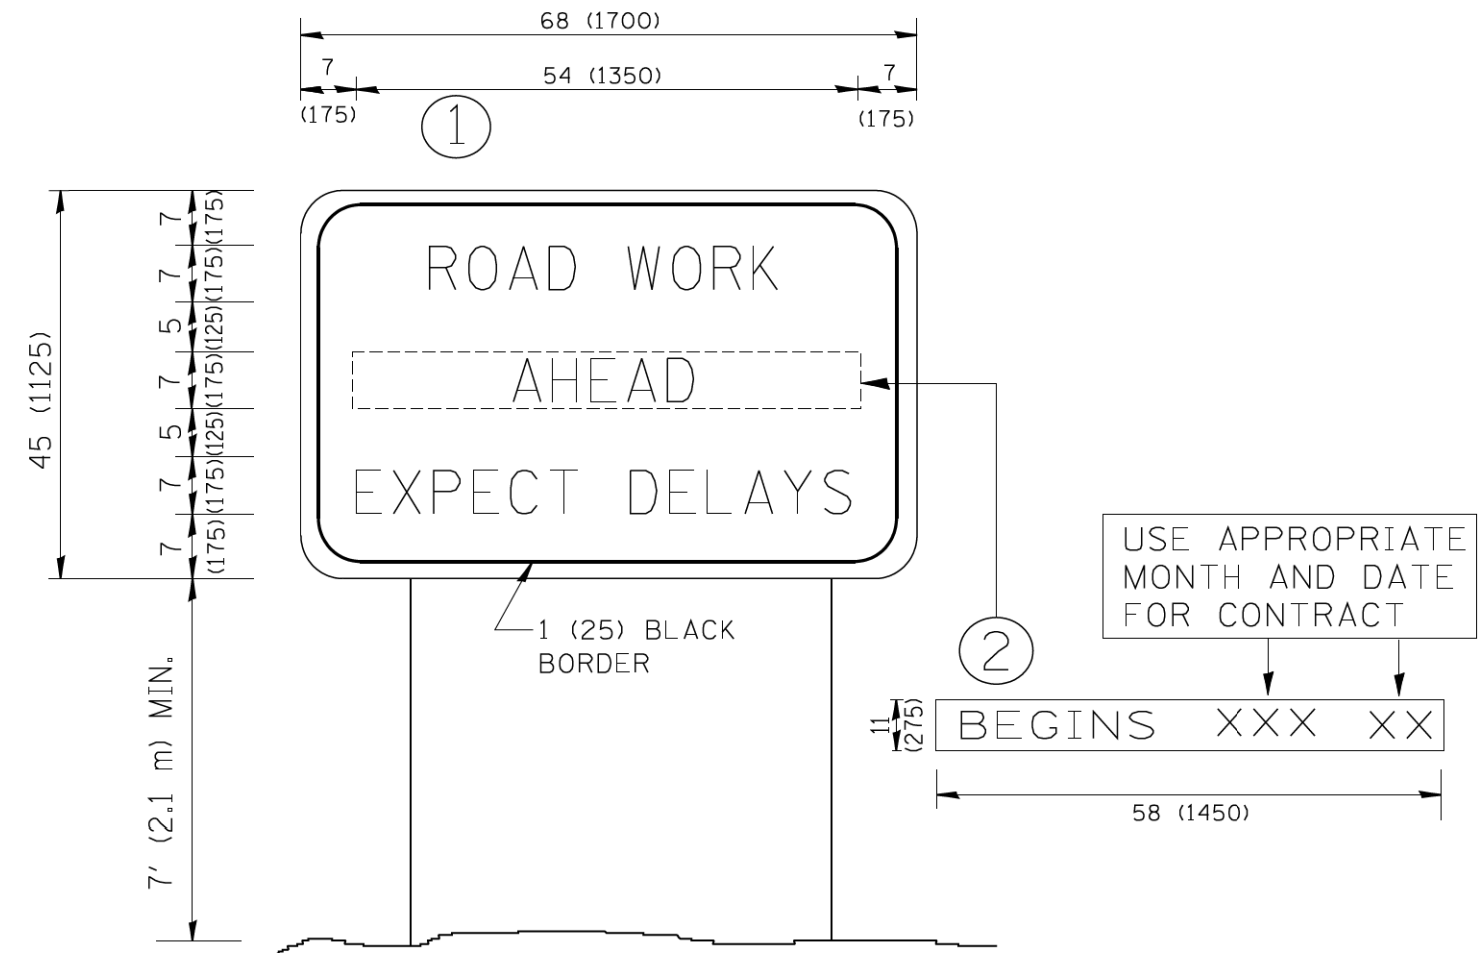 68 (1700)
7
54 (1350)
7
(175)
(175)
1
45 (1125)
7
(175)
7
(175)
5
(125)
7
(175)
5
(125)
7
(175)
7
(175)
ROAD WORK
AHEAD
EXPECT DELAYS
1 (25) BLACK
BORDER
7' (2.1 m) MIN.
USE APPROPRIATE
MONTH AND DATE
FOR CONTRACT
2
11
(275)
BEGINS XXX XX
58 (1450)